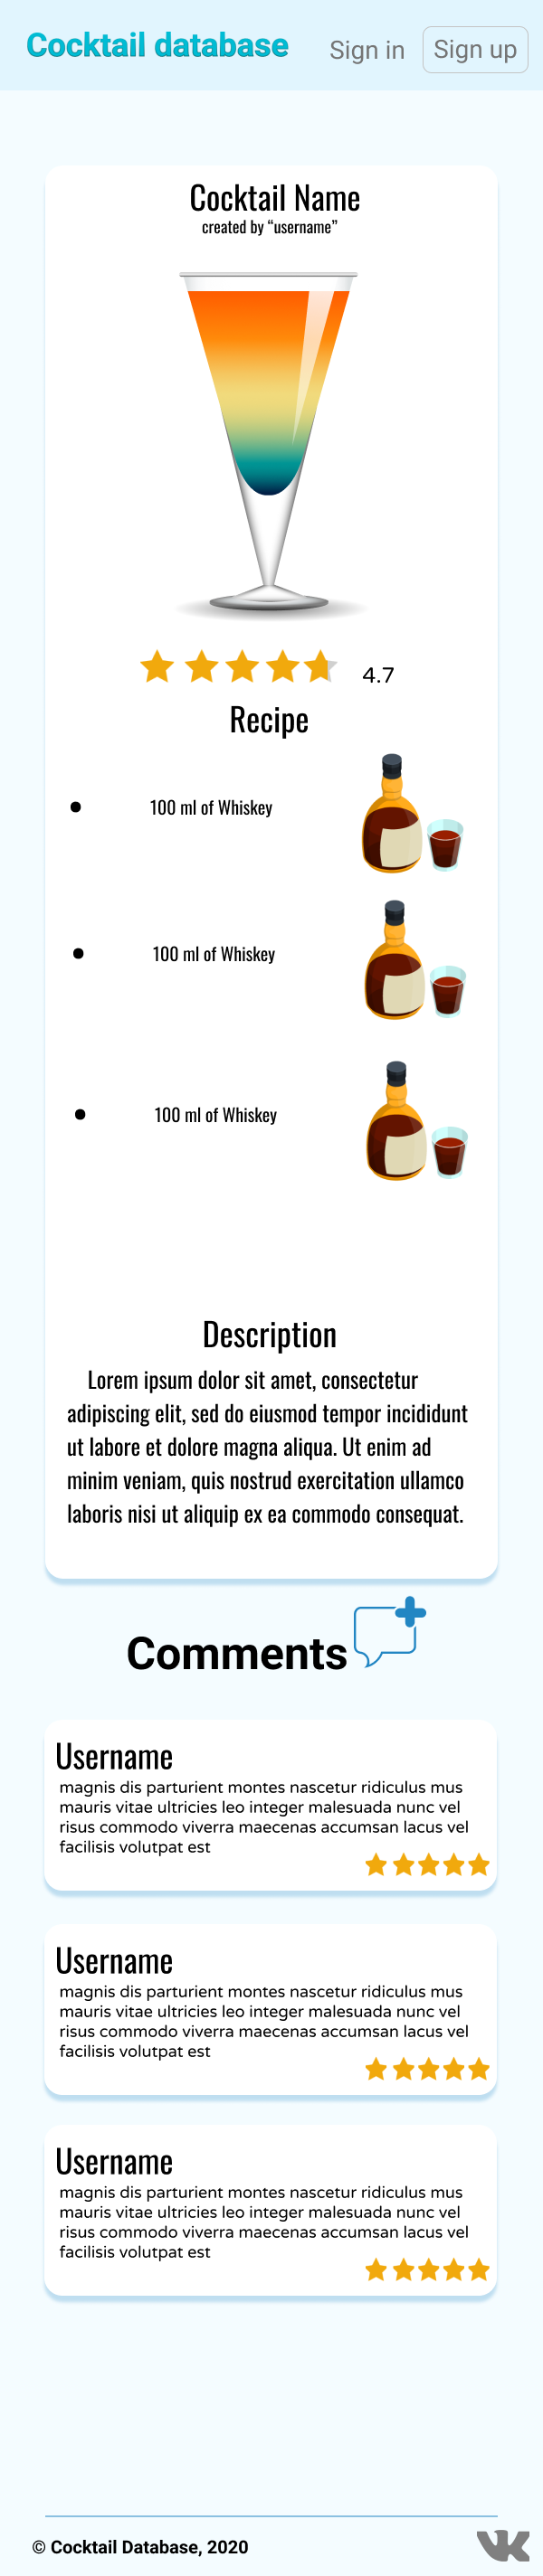 Cocktail database
Sign in
Sign up
Cocktail Name
created by “username”
4.7
Recipe
• 100 ml of Whiskey
• 100 ml of Whiskey
• 100 ml of Whiskey
Description
Lorem ipsum dolor sit amet, consectetur
adipiscing elit, sed do eiusmod tempor incididunt
ut labore et dolore magna aliqua. Ut enim ad
minim veniam, quis nostrud exercitation ullamco
laboris nisi ut aliquip ex ea commodo consequat.
Comments
Username
magnis dis parturient montes nascetur ridiculus mus
mauris vitae ultricies leo integer malesuada nunc vel
risus commodo viverra maecenas accumsan lacus vel
facilisis volutpat est
Username
magnis dis parturient montes nascetur ridiculus mus
mauris vitae ultricies leo integer malesuada nunc vel
risus commodo viverra maecenas accumsan lacus vel
facilisis volutpat est
Username
magnis dis parturient montes nascetur ridiculus mus
mauris vitae ultricies leo integer malesuada nunc vel
risus commodo viverra maecenas accumsan lacus vel
facilisis volutpat est
© Cocktail Database, 2020